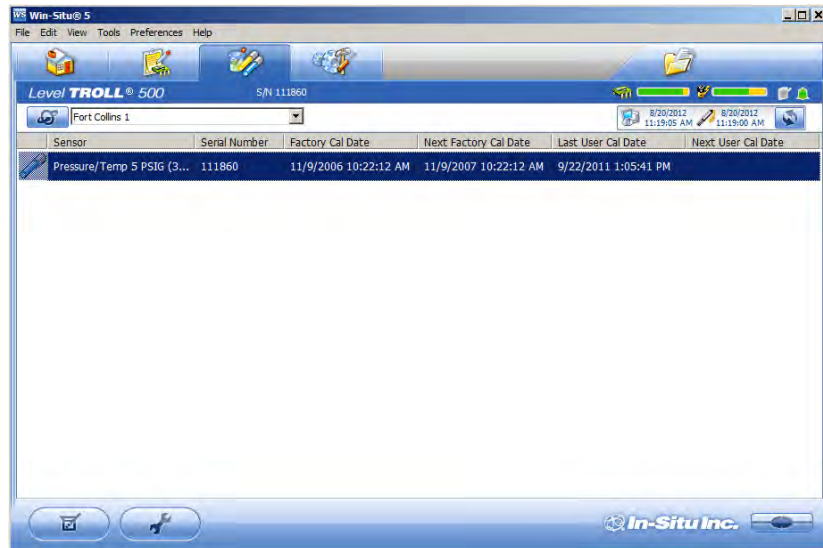 WS Win-Situ® 5
File Edit View Tools Preferences Help
Level TROLL® 500 S/N 111860
Fort Collins 1 8/20/2012 11:19:05 AM 8/20/2012 11:19:00 AM
Sensor Serial Number Factory Cal Date Next Factory Cal Date Last User Cal Date Next User Cal Date
Pressure/Temp 5 PSIG (3... 111860 11/9/2006 10:22:12 AM 11/9/2007 10:22:12 AM 9/22/2011 1:05:41 PM
In-Situ Inc.